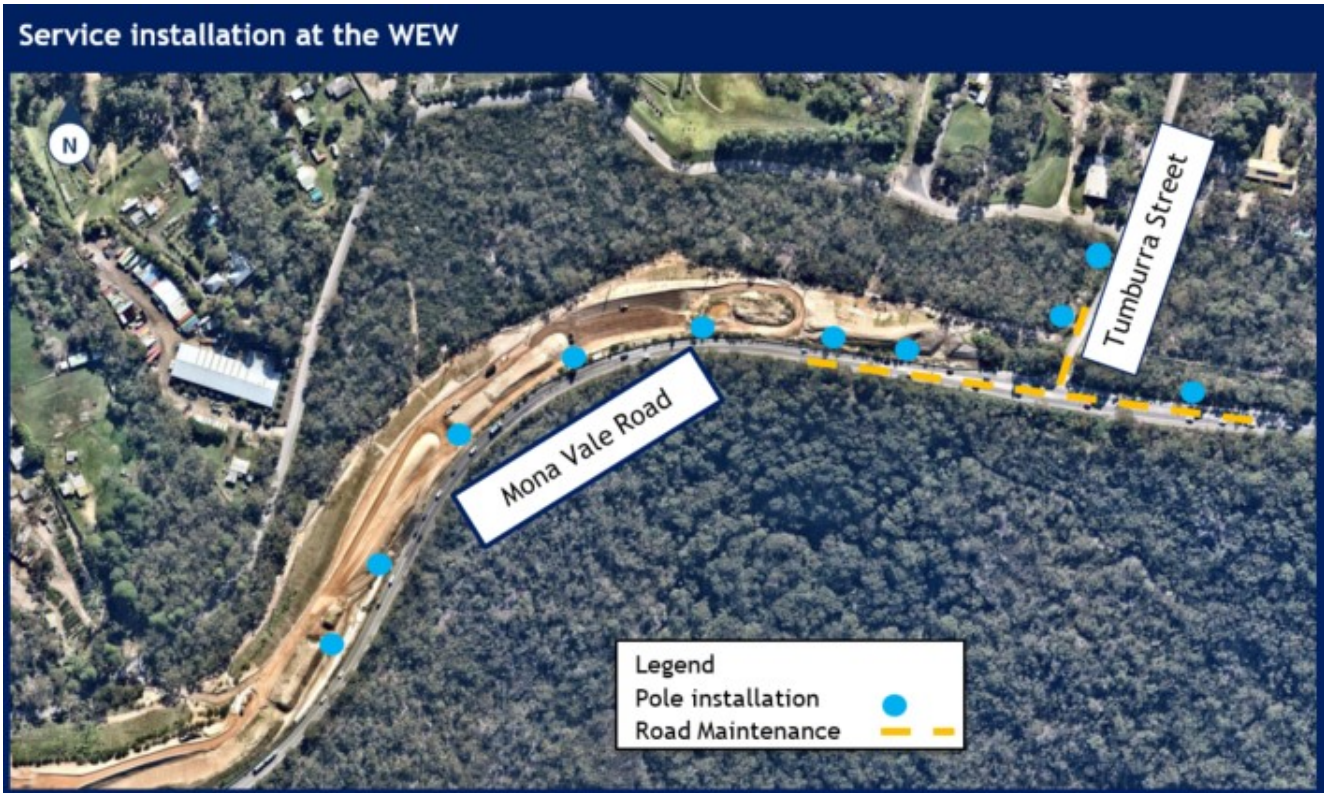 Service installation at the WEW
N
Tumburra Street
Mona Vale Road
Legend
Pole installation
Road Maintenance